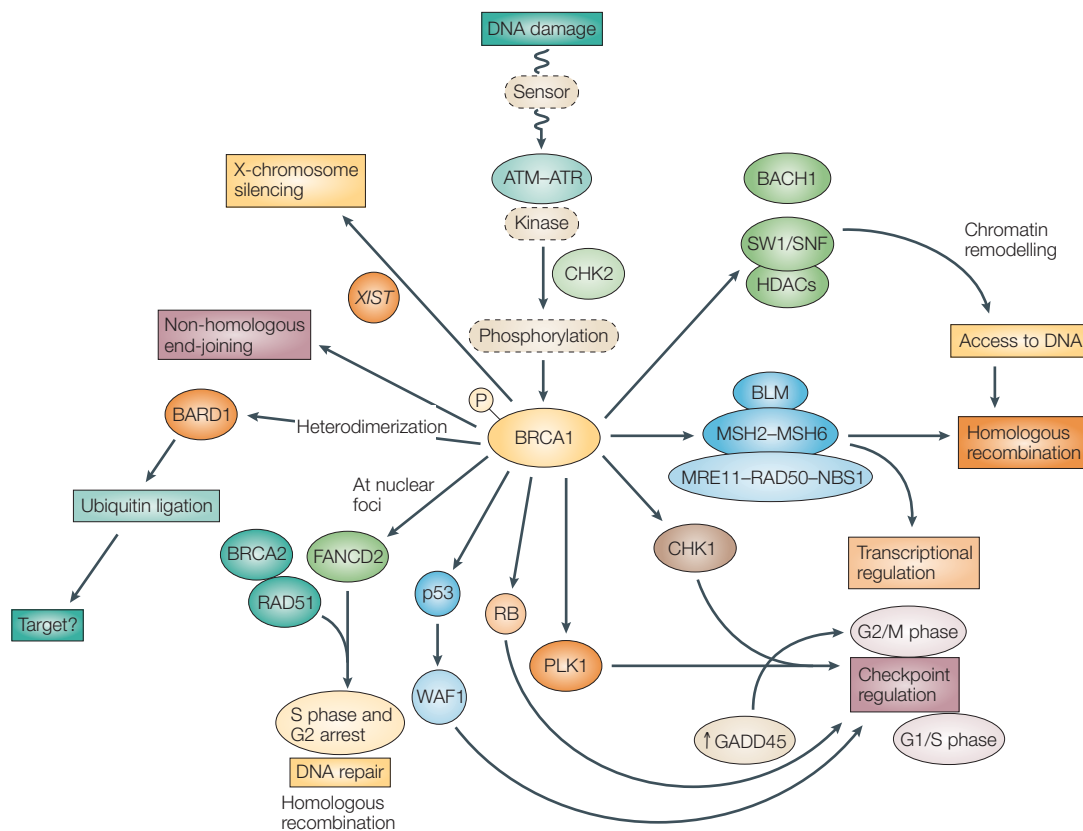 DNA damage
Sensor
ATM–ATR
Kinase
CHK2
Phosphorylation
P
BRCA1
X-chromosome
silencing
XIST
Non-homologous
end-joining
BARD1
Heterodimerization
Ubiquitin ligation
Target?
At nuclear
foci
BRCA2
RAD51
FANCD2
S phase and
G2 arrest
DNA repair
Homologous
recombination
p53
WAF1
RB
PLK1
CHK1
↑ GADD45
BACH1
SW1/SNF
HDACs
Chromatin
remodelling
Access to DNA
BLM
MSH2–MSH6
MRE11–RAD50–NBS1
Homologous
recombination
Transcriptional
regulation
G2/M phase
Checkpoint
regulation
G1/S phase